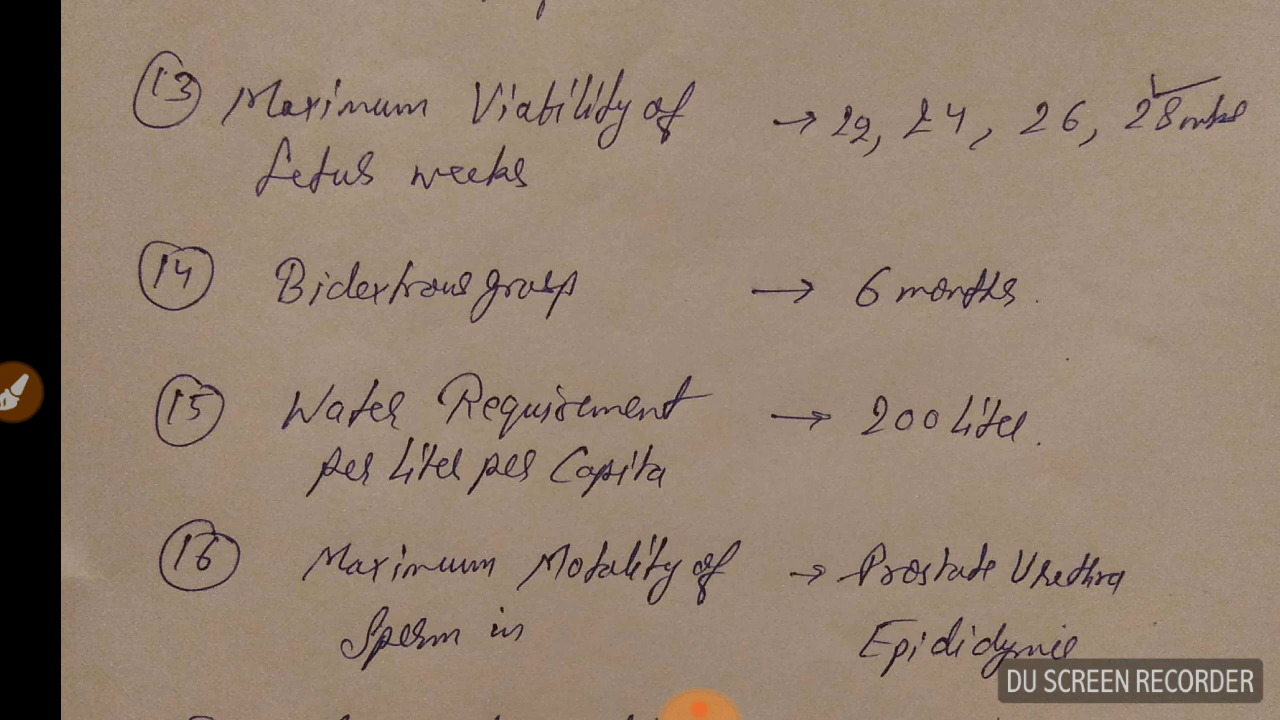 13 Maximum Viability of → 22, 24, 26, 28 wks
fetus weeks
14 Bidextrous grasp → 6 months.
15 Water Requirement → 200 liter.
per liter per Capita
16 Maximum Motality of → Prostate Urethra
Sperm in Epididymis
DU SCREEN RECORDER